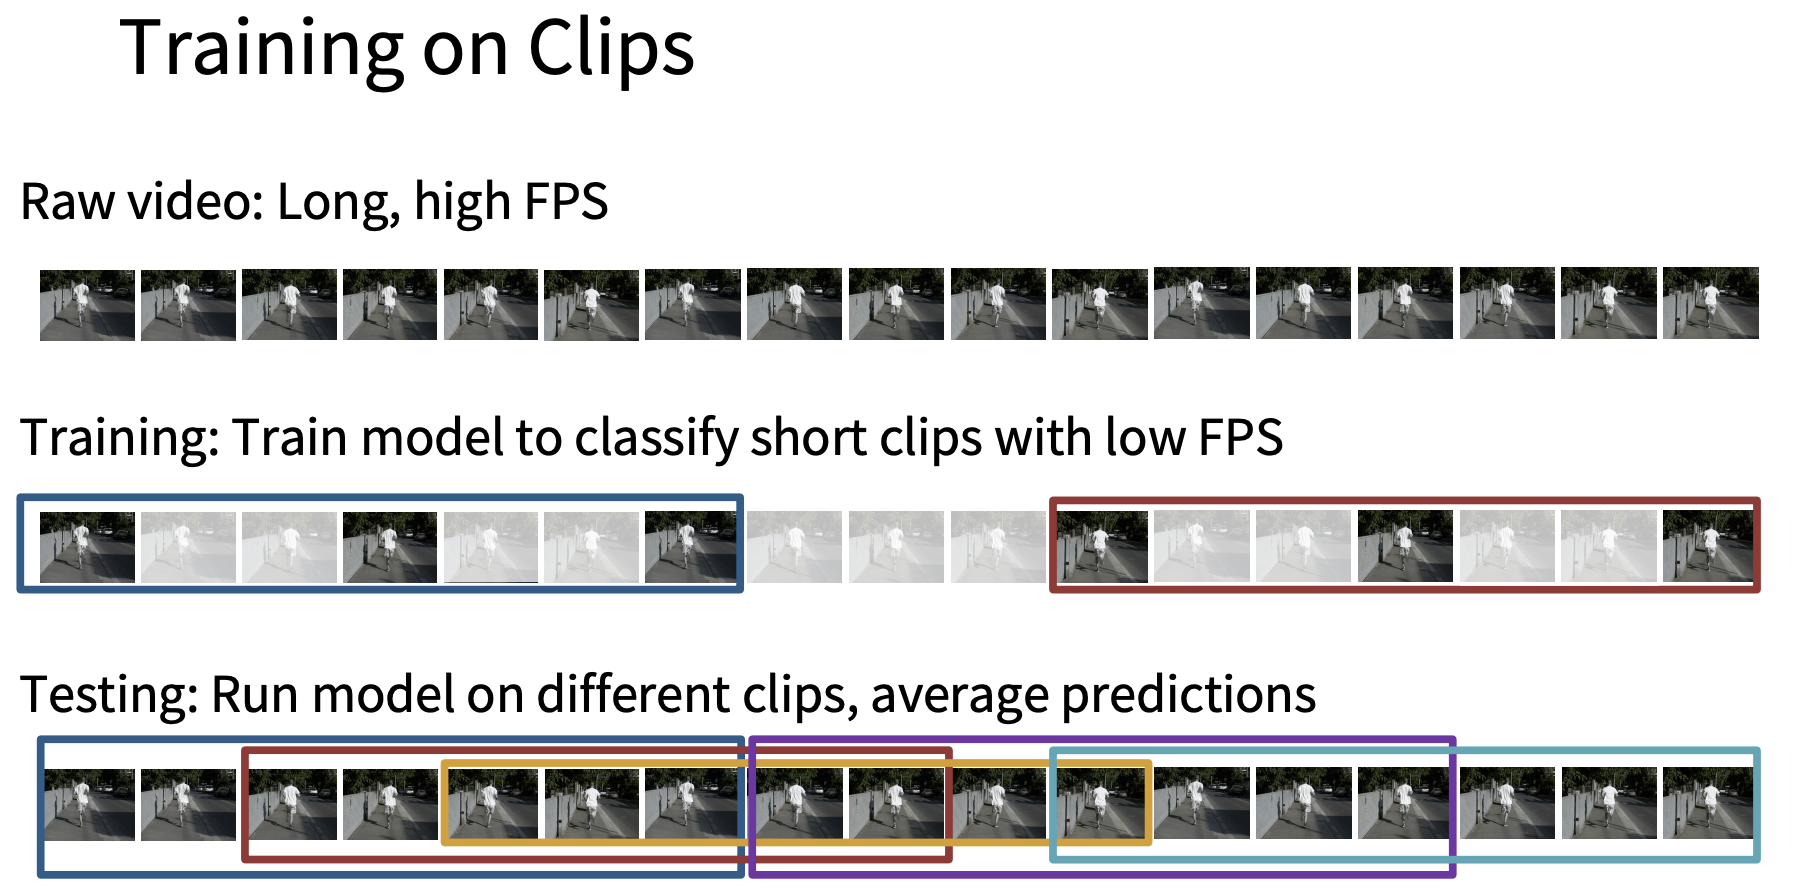 Training on Clips
Raw video: Long, high FPS
Training: Train model to classify short clips with low FPS
Testing: Run model on different clips, average predictions